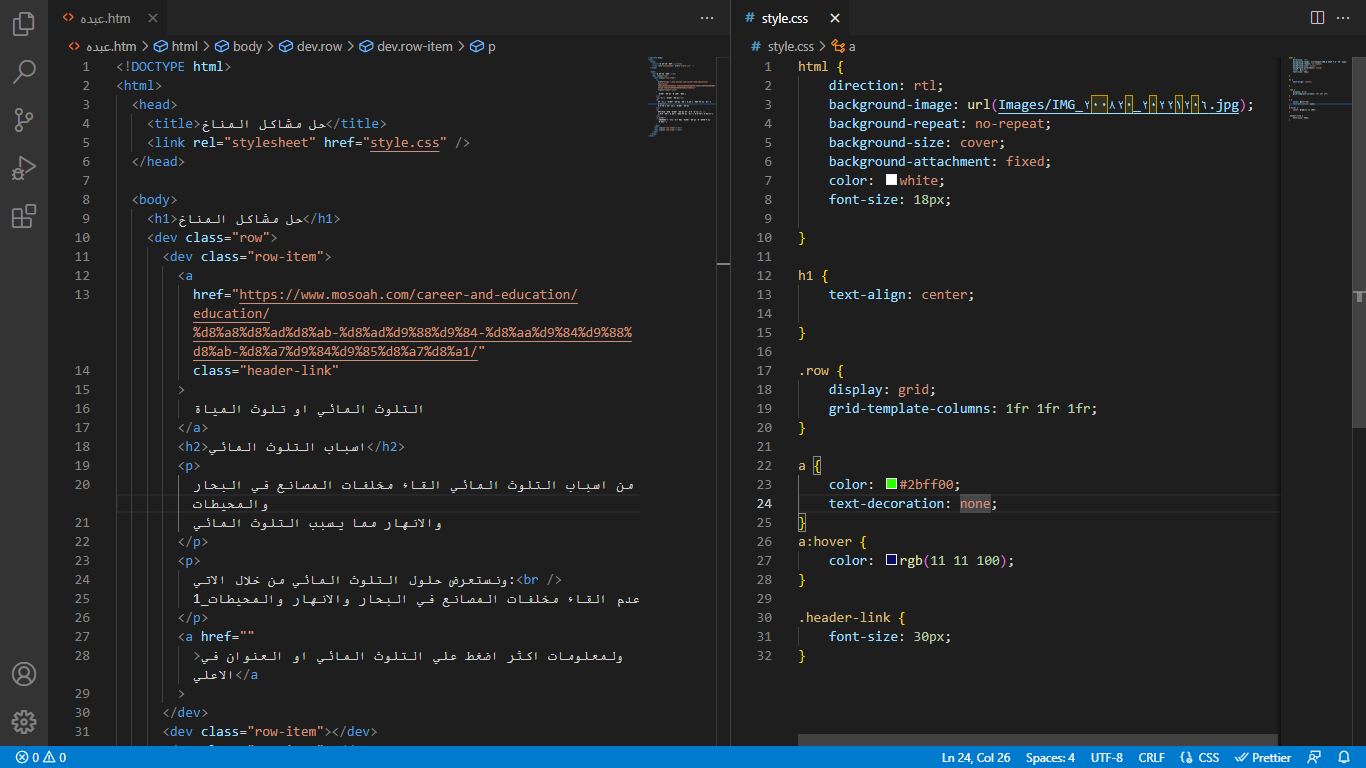 عبده.htm
عبده.htm > html > body > dev.row > dev.row-item > p
1 <!DOCTYPE html>
2 <html>
3 <head>
4 <title>حل مشاكل المناخ</title>
5 <link rel="stylesheet" href="style.css" />
6 </head>
7
8 <body>
9 <h1>حل مشاكل المناخ</h1>
10 <dev class="row">
11 <dev class="row-item">
12 <a
13 href="https://www.mosoah.com/career-and-education/
education/
%d8%a8%d8%ad%d8%ab-%d8%ad%d9%88%d9%84-%d8%aa%d9%84%d9%88%
d8%ab-%d8%a7%d9%84%d9%85%d8%a7%d8%a1/"
14 class="header-link"
15 >
16 التلوث المائي او تلوث المياة
17 </a>
18 <h2>اسباب التلوث المائي</h2>
19 <p>
20 من اسباب التلوث المائي القاء مخلفات المصانع في البحار
والمحيطات
21 والانهار مما يسبب التلوث المائي
22 </p>
23 <p>
24 ونستعرض حلول التلوث المائي من خلال الاتي:<br />
25 1_عدم القاء مخلفات المصانع في البحار والانهار والمحيطات
26 </p>
27 <a href=""
28 >ولمعلومات اكثر اضغط علي التلوث المائي او العنوان في
الاعلي</a
29 >
30 </dev>
31 <dev class="row-item"></dev>
style.css
style.css > a
1 html {
2 direction: rtl;
3 background-image: url(Images/IMG_٢٠٠٨٢٠_٢٠٢٢١٢٠٦.jpg);
4 background-repeat: no-repeat;
5 background-size: cover;
6 background-attachment: fixed;
7 color: white;
8 font-size: 18px;
9
10 }
11
12 h1 {
13 text-align: center;
14
15 }
16
17 .row {
18 display: grid;
19 grid-template-columns: 1fr 1fr 1fr;
20 }
21
22 a {
23 color: #2bff00;
24 text-decoration: none;
25 }
26 a:hover {
27 color: rgb(11 11 100);
28 }
29
30 .header-link {
31 font-size: 30px;
32 }
0 0
Ln 24, Col 26 Spaces: 4 UTF-8 CRLF CSS Prettier